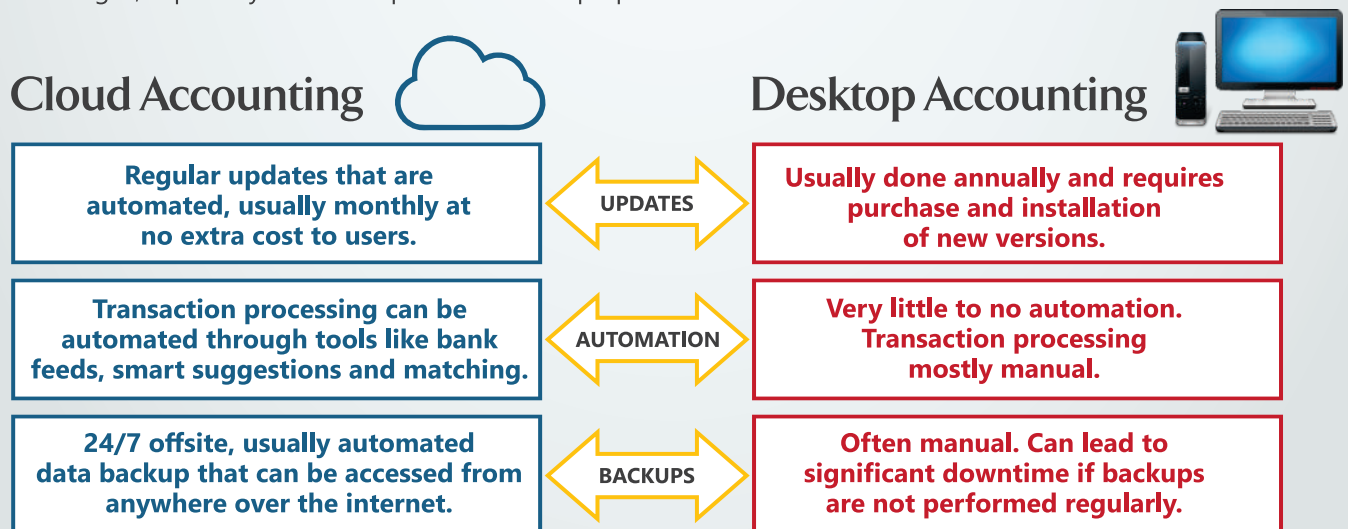 Cloud Accounting
Desktop Accounting
Regular updates that are
automated, usually monthly at
no extra cost to users.
UPDATES
Usually done annually and requires
purchase and installation
of new versions.
Transaction processing can be
automated through tools like bank
feeds, smart suggestions and matching.
AUTOMATION
Very little to no automation.
Transaction processing
mostly manual.
24/7 offsite, usually automated
data backup that can be accessed from
anywhere over the internet.
BACKUPS
Often manual. Can lead to
significant downtime if backups
are not performed regularly.